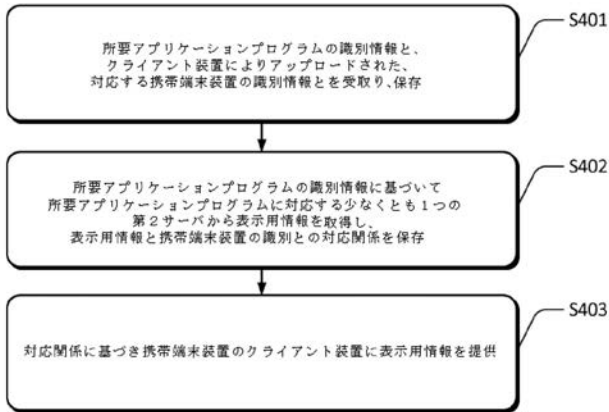 所要アプリケーションプログラムの識別情報と、
クライアント装置によりアップロードされた、
対応する携帯端末装置の識別情報とを受取り、保存
S401
所要アプリケーションプログラムの識別情報に基づいて
所要アプリケーションプログラムに対応する少なくとも1つの
第2サーバから表示用情報を取得し、
表示用情報と携帯端末装置の識別との対応関係を保存
S402
対応関係に基づき携帯端末装置のクライアント装置に表示用情報を提供
S403